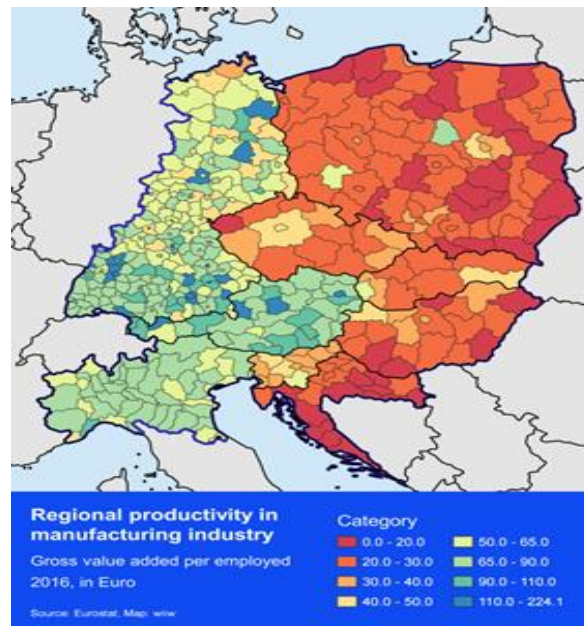 Regional productivity in
manufacturing industry
Gross value added per employed
2016, in Euro
Source: Eurostat, Map: wiiw
Category
0.0 - 20.0
20.0 - 30.0
30.0 - 40.0
40.0 - 50.0
50.0 - 65.0
65.0 - 90.0
90.0 - 110.0
110.0 - 224.1